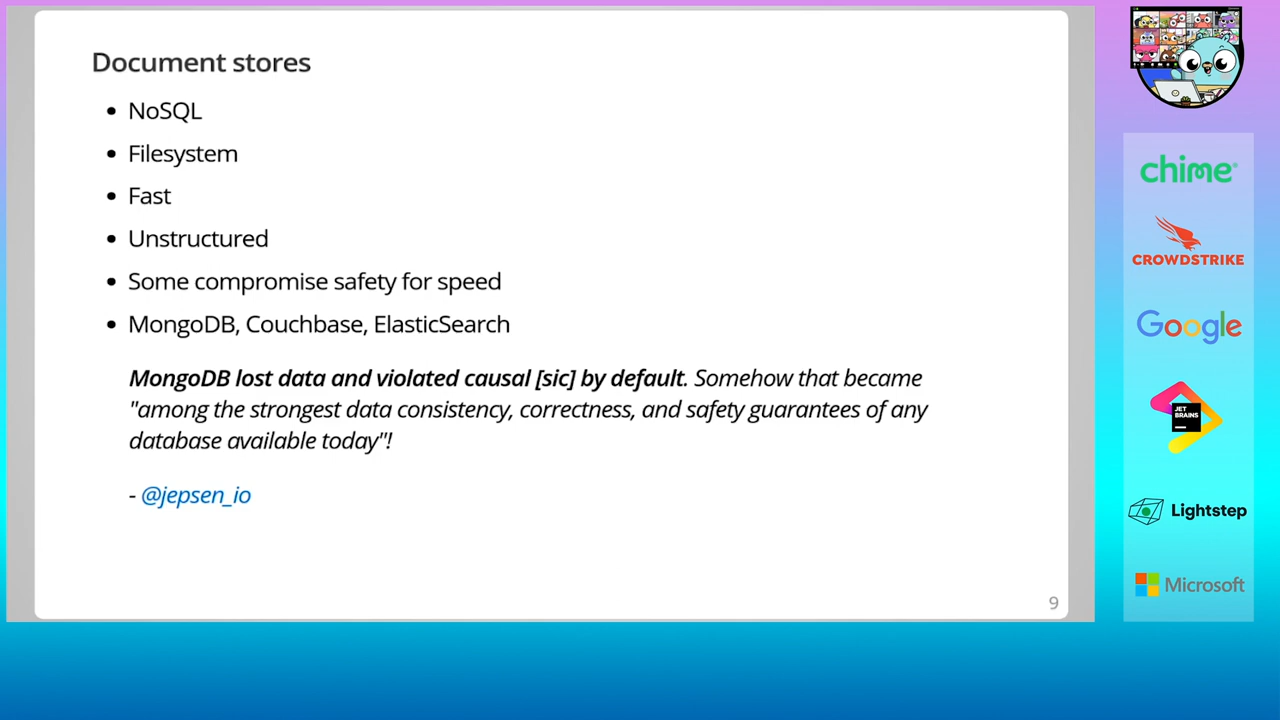 Document stores
NoSQL
Filesystem
Fast
Unstructured
Some compromise safety for speed
MongoDB, Couchbase, ElasticSearch
MongoDB lost data and violated causal [sic] by default. Somehow that became
"among the strongest data consistency, correctness, and safety guarantees of any
database available today"!
- @jepsen_io
9
chime
CROWDSTRIKE
Google
JET
BRAINS
Lightstep
Microsoft